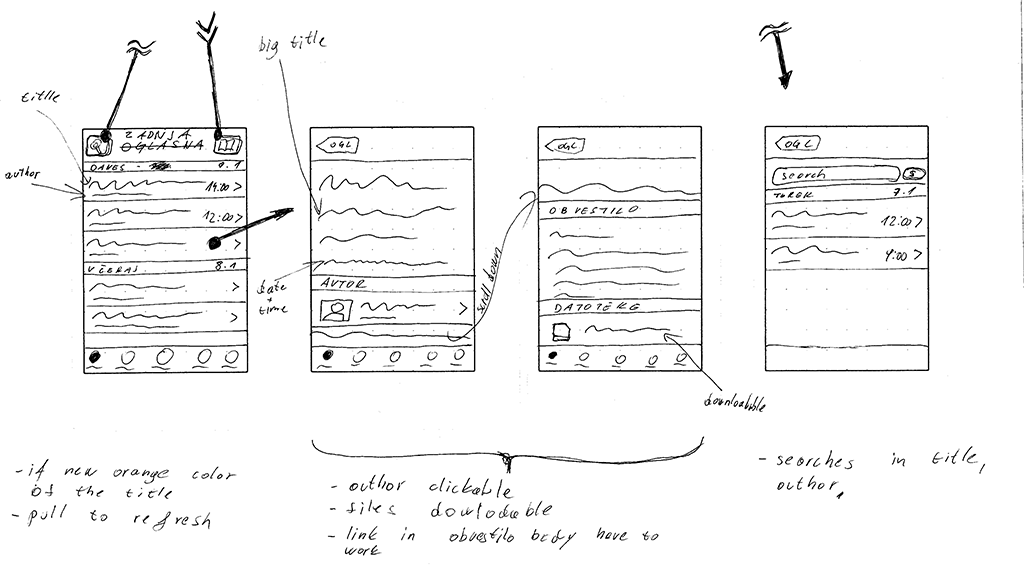 titlle
author
ZADNJA
OGLASNA
DANES - 9.1
14:00 >
12:00 >
>
VČERAJ 8.1
>
>
big title
OGL
date
+
time
AVTOR
>
scroll down
OGL
OBVESTILO
DATOTEKE
downloadable
OGL
search
TOREK 7.1
12:00 >
4:00 >
- if new orange color
of the title
- pull to refresh
- author clickable
- files dowlodable
- link in obvestilo body have to
work
- searches in title,
author,